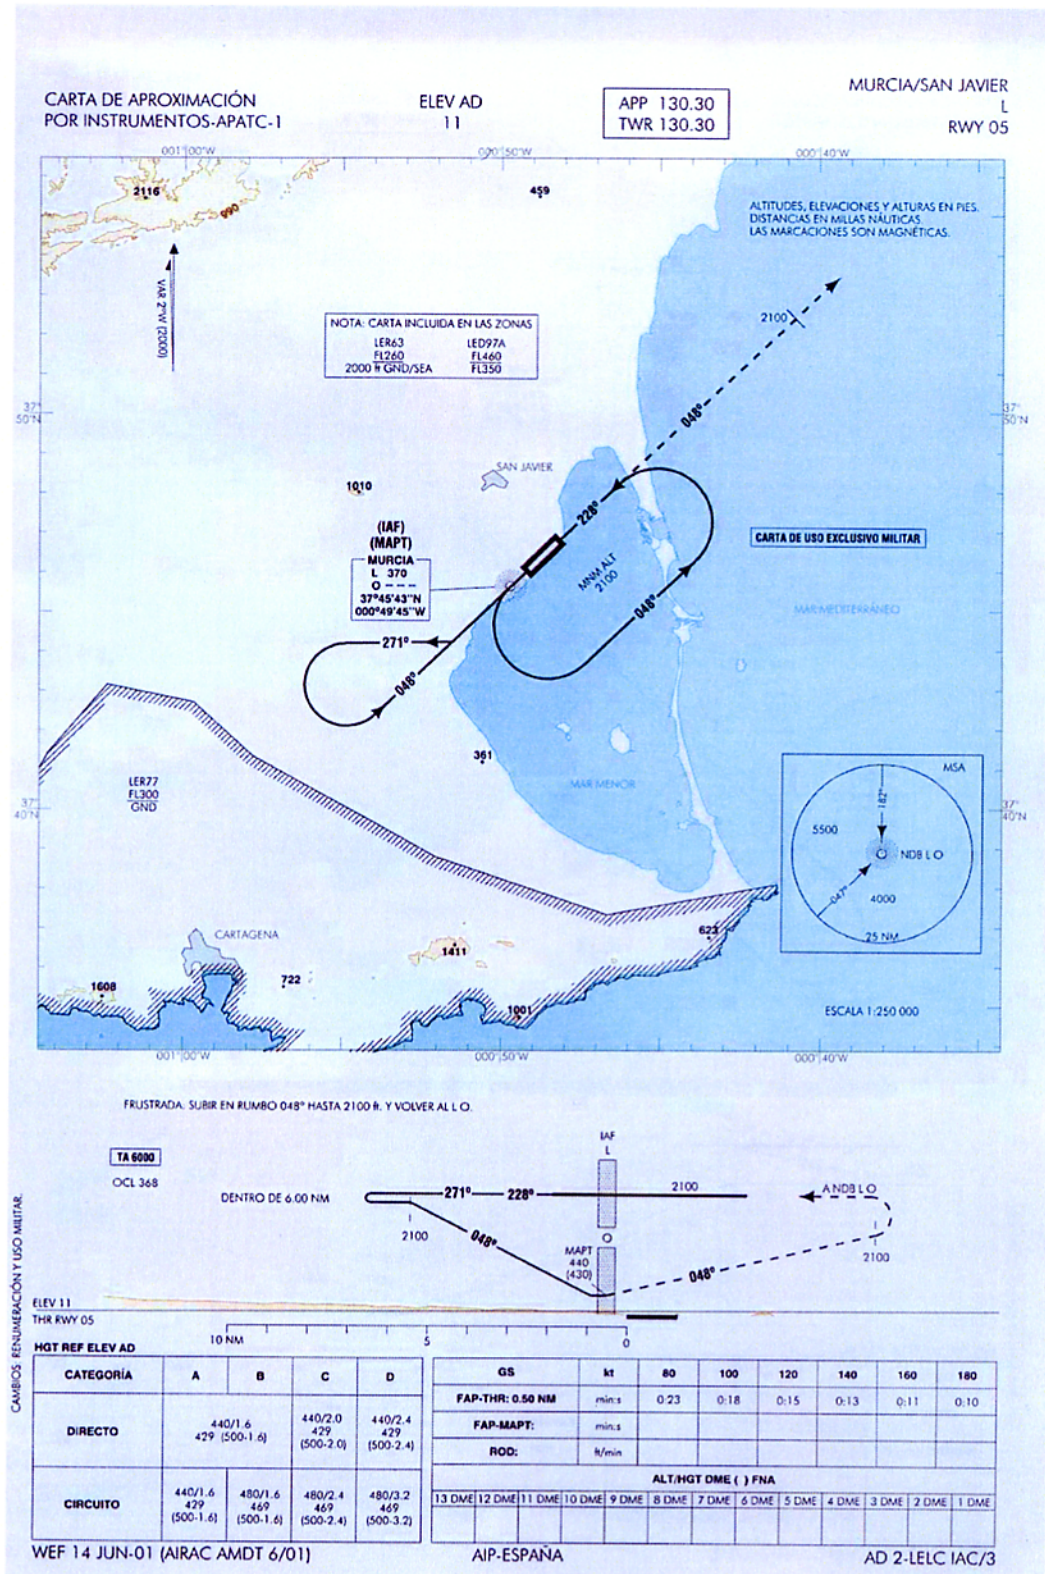 CARTA DE APROXIMACIÓN
POR INSTRUMENTOS-APATC-1
ELEV AD
11
APP 130.30
TWR 130.30
MURCIA/SAN JAVIER
L
RWY 05
001°00'W
000°50'W
000°40'W
2116
690
459
ALTITUDES, ELEVACIONES Y ALTURAS EN PIES.
DISTANCIAS EN MILLAS NÁUTICAS.
LAS MARCACIONES SON MAGNÉTICAS.
VAR 2°W (2000)
2100
NOTA: CARTA INCLUIDA EN LAS ZONAS
LER63 LED97A
FL260 FL460
2000 ft GND/SEA FL350
37°
50'N
37°
50'N
048°
SAN JAVIER
1010
228°
(IAF)
(MAPT)
MURCIA
L 370
O – – –
37°45'43"N
000°49'45"W
MNM ALT
2100
CARTA DE USO EXCLUSIVO MILITAR
048°
MAR MEDITERRÁNEO
271°
048°
361
MAR MENOR
LER77
FL300
GND
37°
40'N
37°
40'N
MSA
182°
5500
NDB L O
047°
4000
25 NM
CARTAGENA
623
1411
722
1608
1001
ESCALA 1:250 000
001°00'W
000°50'W
000°40'W
FRUSTRADA: SUBIR EN RUMBO 048° HASTA 2100 ft. Y VOLVER AL L O.
IAF
L
TA 6000
OCL 368
DENTRO DE 6.00 NM
271°
228°
2100
A NDB L O
2100
048°
O
MAPT
440
(430)
048°
2100
ELEV 11
THR RWY 05
10 NM
5
0
HGT REF ELEV AD
CATEGORÍA A B C D
DIRECTO
440/1.6
429 (500-1.6)
440/2.0
429
(500-2.0)
440/2.4
429
(500-2.4)
CIRCUITO
440/1.6
429
(500-1.6)
480/1.6
469
(500-1.6)
480/2.4
469
(500-2.4)
480/3.2
469
(500-3.2)
GS kt 80 100 120 140 160 180
FAP-THR: 0.50 NM min:s 0:23 0:18 0:15 0:13 0:11 0:10
FAP-MAPT: min:s
ROD: ft/min
ALT/HGT DME ( ) FNA
13 DME 12 DME 11 DME 10 DME 9 DME 8 DME 7 DME 6 DME 5 DME 4 DME 3 DME 2 DME 1 DME
CAMBIOS: RENUMERACIÓN Y USO MILITAR.
WEF 14 JUN-01 (AIRAC AMDT 6/01)
AIP-ESPAÑA
AD 2-LELC IAC/3